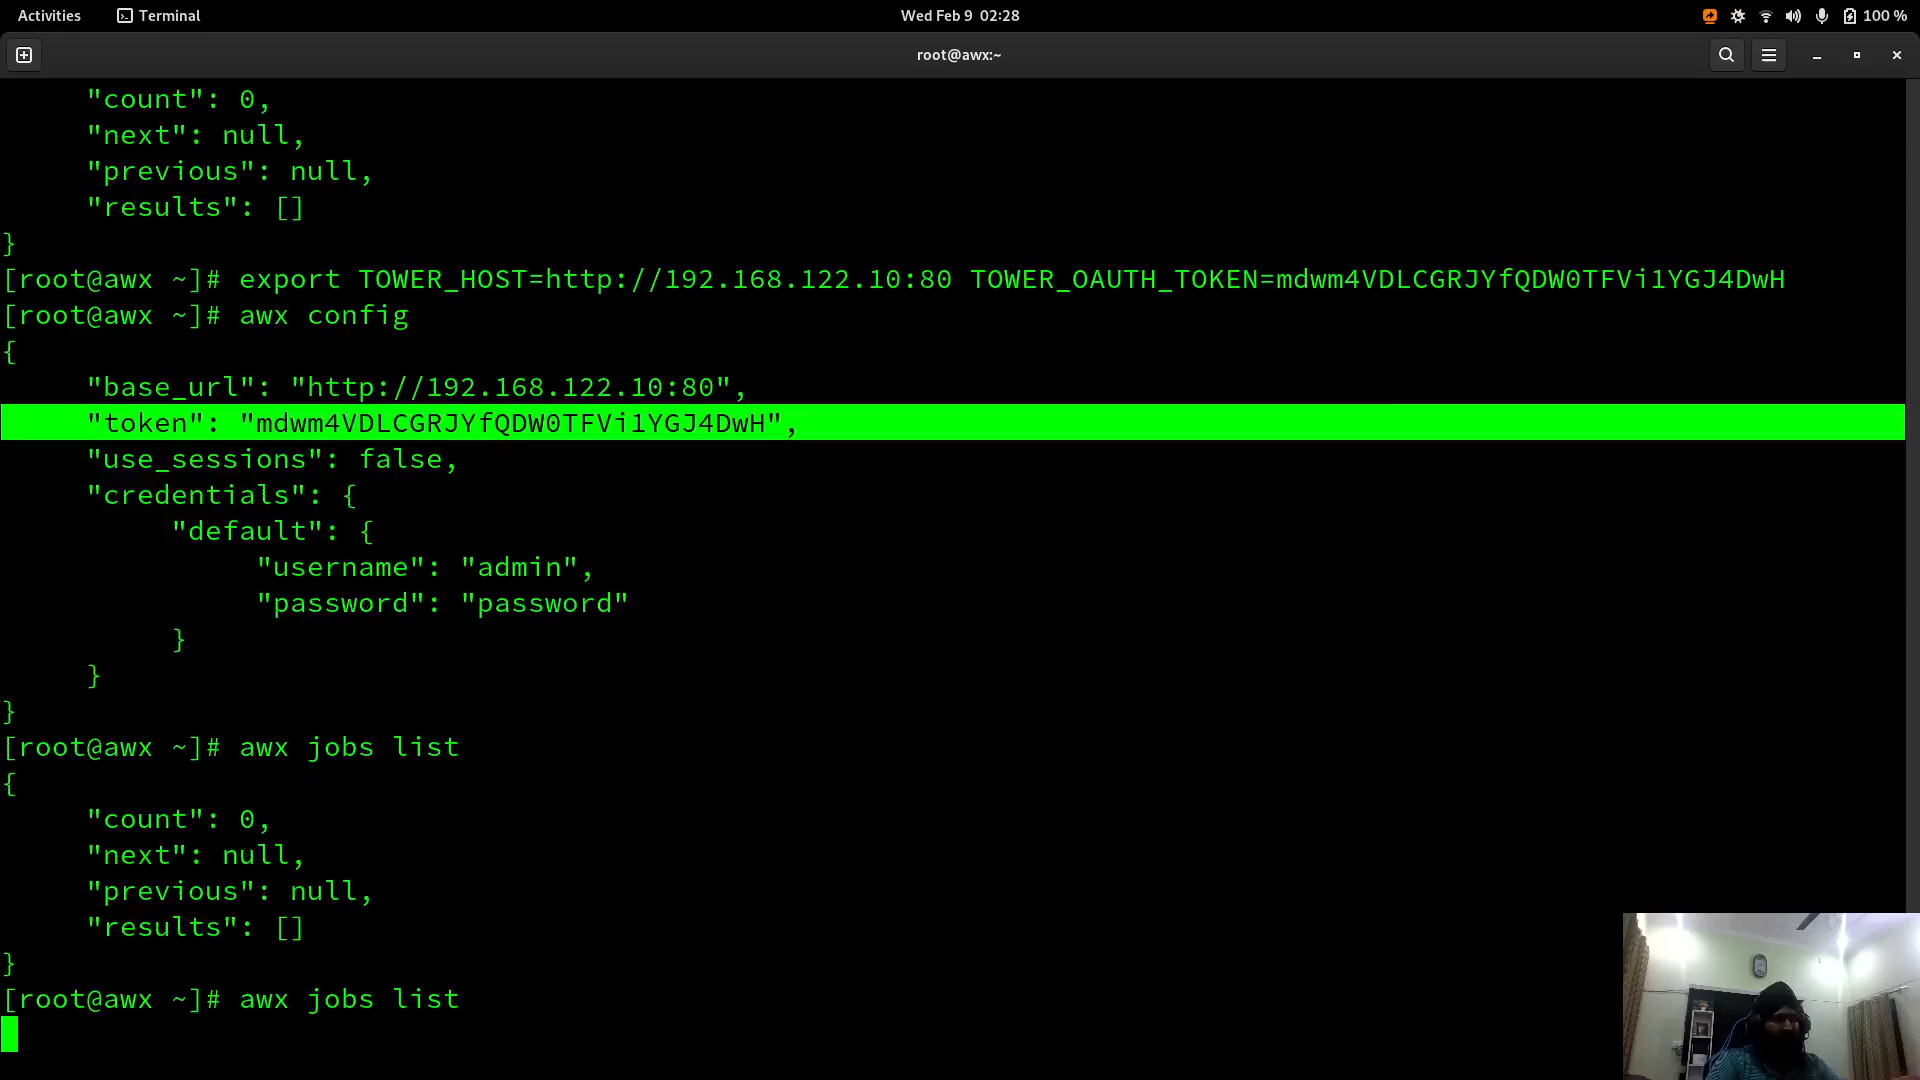 Activities Terminal Wed Feb 9 02:28 100 %
root@awx:~
"count": 0,
"next": null,
"previous": null,
"results": []
}
[root@awx ~]# export TOWER_HOST=http://192.168.122.10:80 TOWER_OAUTH_TOKEN=mdwm4VDLCGRJYfQDW0TFVi1YGJ4DwH
[root@awx ~]# awx config
{
"base_url": "http://192.168.122.10:80",
"token": "mdwm4VDLCGRJYfQDW0TFVi1YGJ4DwH",
"use_sessions": false,
"credentials": {
"default": {
"username": "admin",
"password": "password"
}
}
}
[root@awx ~]# awx jobs list
{
"count": 0,
"next": null,
"previous": null,
"results": []
}
[root@awx ~]# awx jobs list